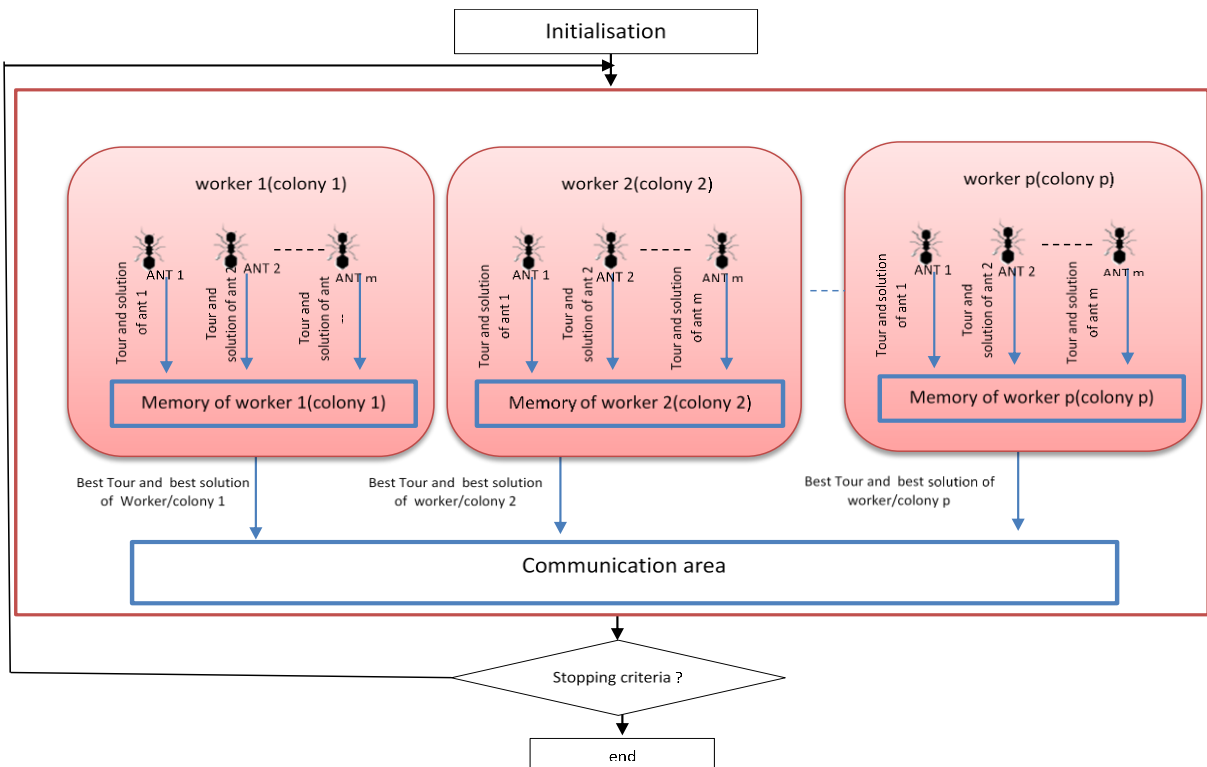 Initialisation
worker 1(colony 1)
ANT 1
ANT 2
ANT m
Tour and solution
of ant 1
Tour and
solution of ant 2
Tour and
solution of ant
--
Memory of worker 1(colony 1)
worker 2(colony 2)
ANT 1
ANT 2
ANT m
Tour and solution
of ant 1
Tour and
solution of ant 2
Tour and solution
of ant m
Memory of worker 2(colony 2)
worker p(colony p)
ANT 1
ANT 2
ANT m
Tour and solution
of ant 1
Tour and
solution of ant 2
Tour and solution
of ant m
Memory of worker p(colony p)
Best Tour and best solution
of Worker/colony 1
Best Tour and best solution
of worker/colony 2
Best Tour and best solution of
worker/colony p
Communication area
Stopping criteria ?
end